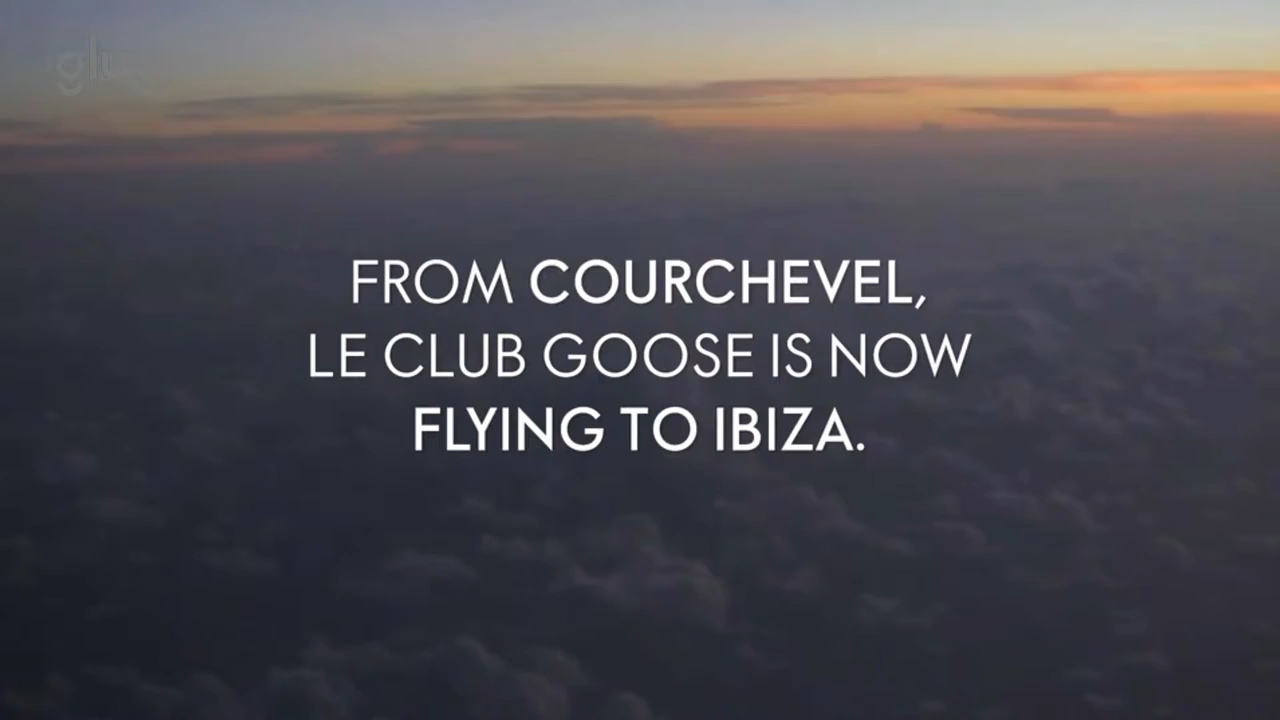 FROM COURCHEVEL,
LE CLUB GOOSE IS NOW
FLYING TO IBIZA.